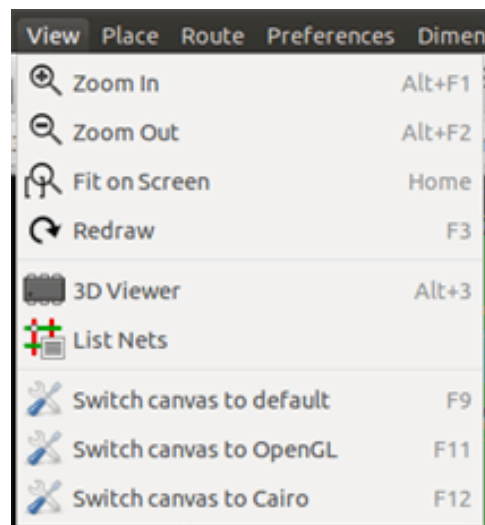 View Place Route Preferences Dimen
Zoom In Alt+F1
Zoom Out Alt+F2
Fit on Screen Home
Redraw F3
3D Viewer Alt+3
List Nets
Switch canvas to default F9
Switch canvas to OpenGL F11
Switch canvas to Cairo F12